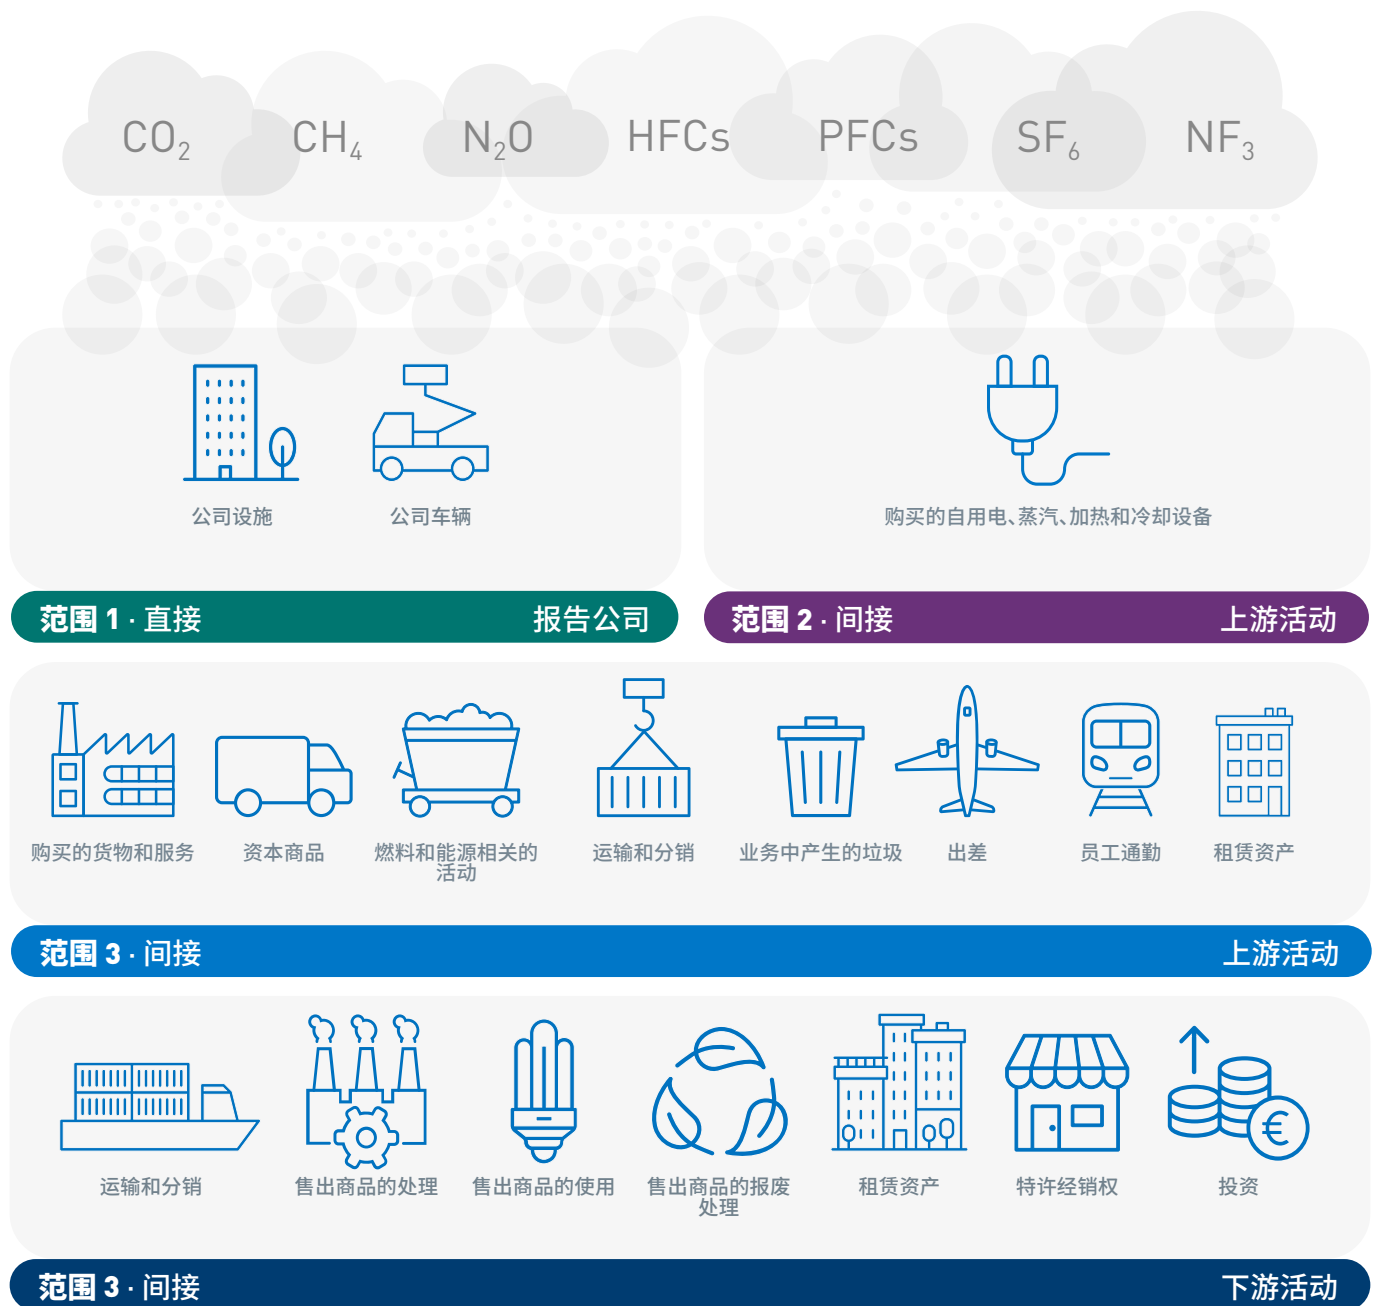 CO₂ CH₄ N₂O HFCs PFCs SF₆ NF₃
公司设施 公司车辆
购买的自用电、蒸汽、加热和冷却设备
范围 1 · 直接 报告公司
范围 2 · 间接 上游活动
购买的货物和服务 资本商品 燃料和能源相关的 运输和分销 业务中产生的垃圾 出差 员工通勤 租赁资产
活动
范围 3 · 间接 上游活动
运输和分销 售出商品的处理 售出商品的使用 售出商品的报废 租赁资产 特许经销权 投资
处理
范围 3 · 间接 下游活动